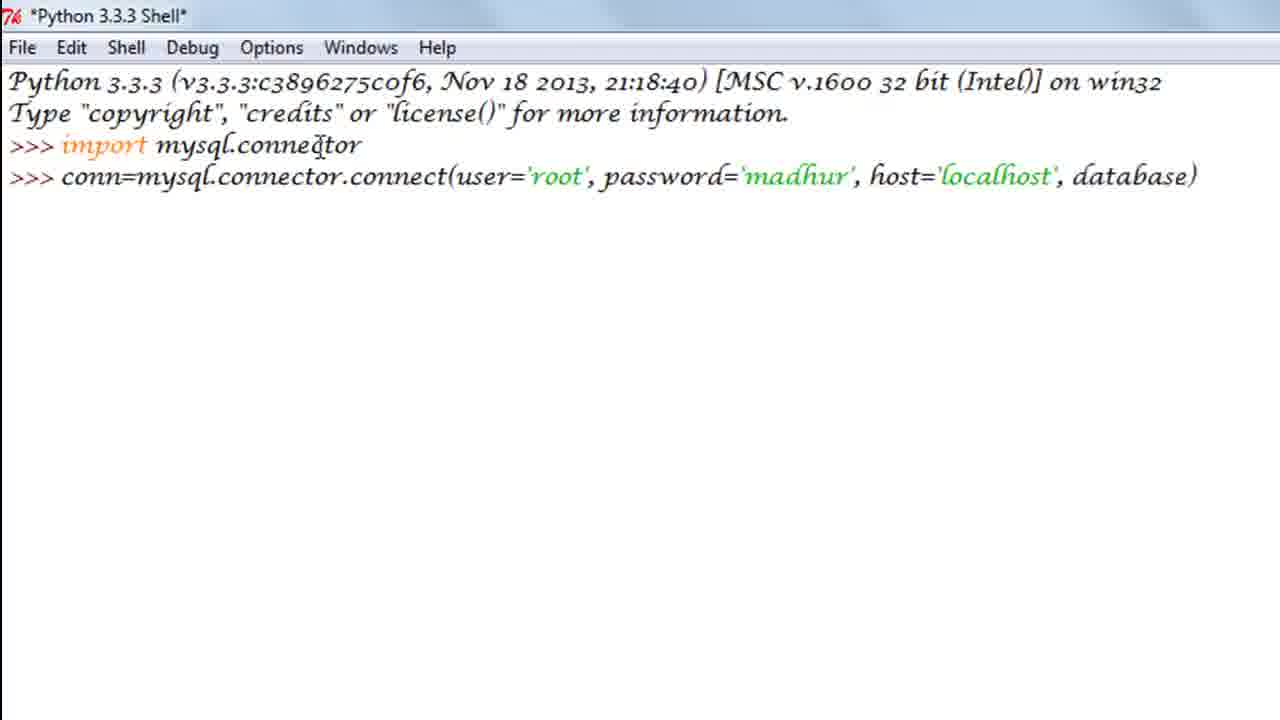 *Python 3.3.3 Shell*
File Edit Shell Debug Options Windows Help
Python 3.3.3 (v3.3.3:c3896275c0f6, Nov 18 2013, 21:18:40) [MSC v.1600 32 bit (Intel)] on win32
Type "copyright", "credits" or "license()" for more information.
>>> import mysql.connector
>>> conn=mysql.connector.connect(user='root', password='madhur', host='localhost', database)